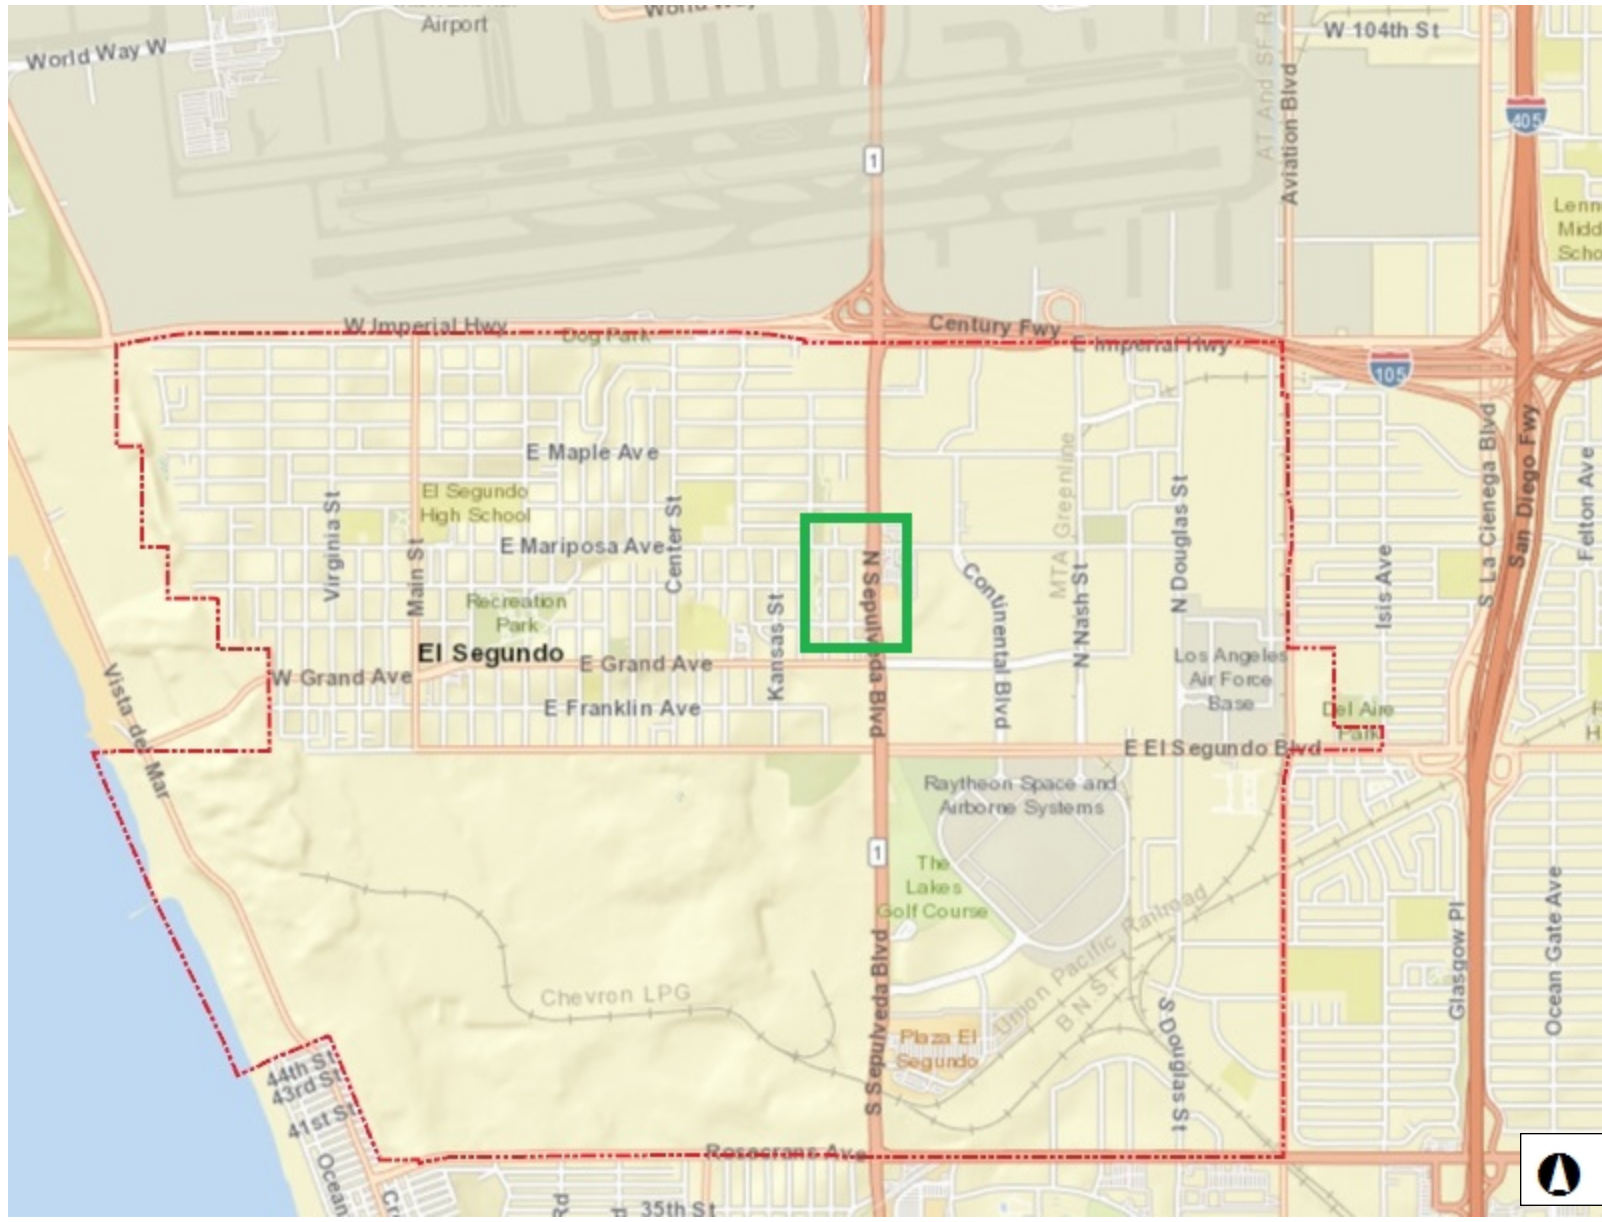 Airport
World Way W
World Way
W 104th St
AT And SF R
Aviation Blvd
405
1
Lenn
Midd
Scho
W Imperial Hwy
Dog Park
Century Fwy
E Imperial Hwy
105
E Maple Ave
El Segundo
High School
Virginia St
Main St
Center St
E Mariposa Ave
Recreation
Park
El Segundo
W Grand Ave
E Grand Ave
Kansas St
E Franklin Ave
N Sepulveda Blvd
Continental Blvd
MTA Greenline
N Nash St
N Douglas St
Los Angeles
Air Force
Base
Isis Ave
S La Cienega Blvd
San Diego Fwy
Felton Ave
Del Aire
Park
E El Segundo Blvd
Vista del Mar
Raytheon Space and
Airborne Systems
1
The
Lakes
Golf Course
Union Pacific Railroad
B.N.S.F
Chevron LPG
S Sepulveda Blvd
Plaza El
Segundo
S Douglas St
Glasgow Pl
Ocean Gate Ave
44th St
43rd St
41st St
Ocean
Rosecrans Ave
35th St
Rd